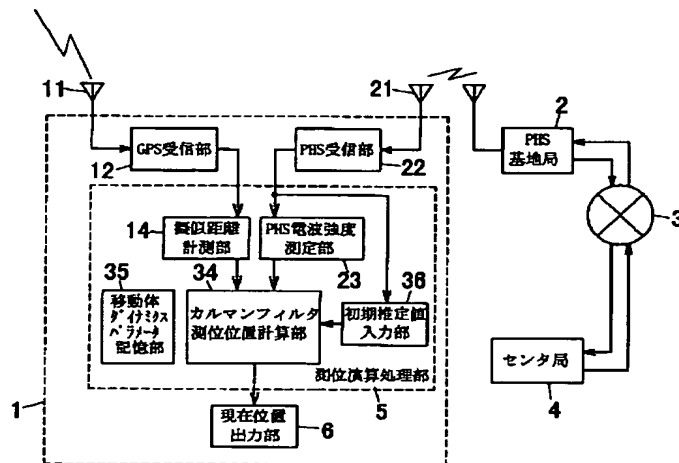 11
21
2
GPS受信部
12
PHS受信部
22
PHS
基地局
3
擬似距離
計測部
14
PHS電波強度
測定部
23
35
移動体
ダイナミクス
パラメータ
記憶部
34
カルマンフィルタ
測位位置計算部
36
初期推定値
入力部
測位演算処理部
5
センタ局
4
1
現在位置
出力部
6